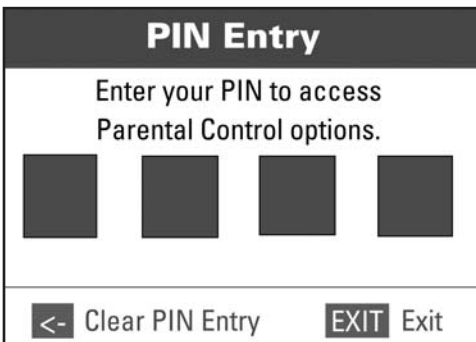 PIN Entry
Enter your PIN to access
Parental Control options.
<- Clear PIN Entry EXIT Exit